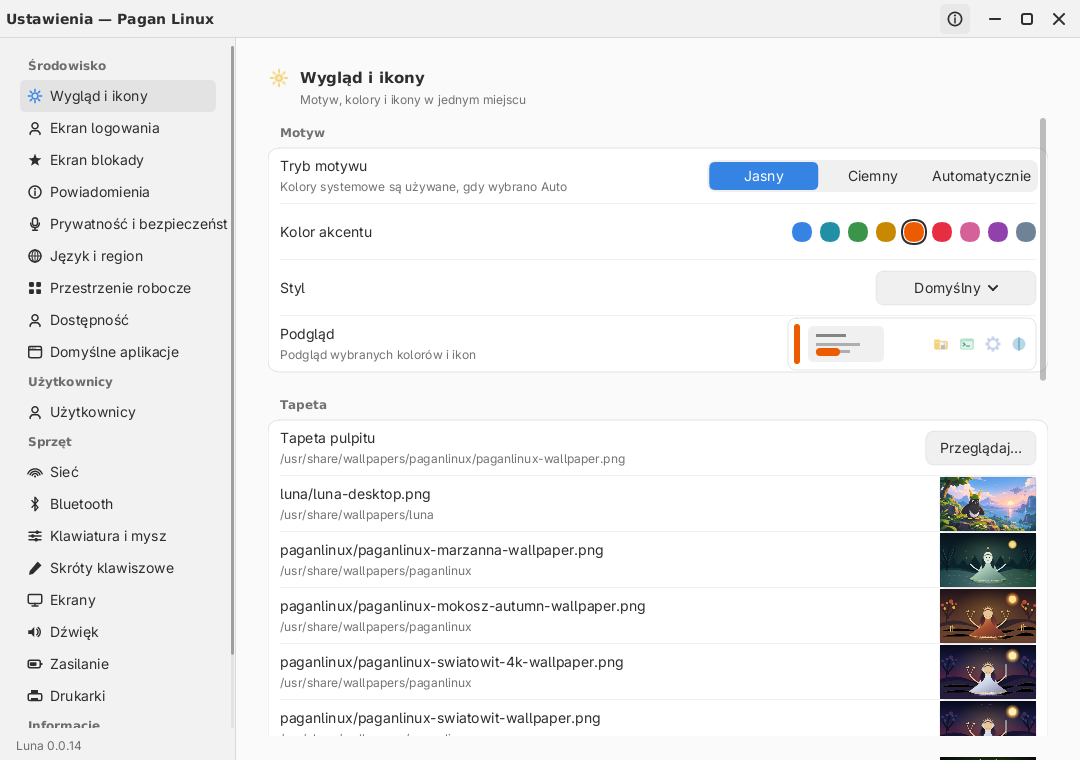 Ustawienia — Pagan Linux
Środowisko
Wygląd i ikony
Ekran logowania
Ekran blokady
Powiadomienia
Prywatność i bezpieczeńst
Język i region
Przestrzenie robocze
Dostępność
Domyślne aplikacje
Użytkownicy
Użytkownicy
Sprzęt
Sieć
Bluetooth
Klawiatura i mysz
Skróty klawiszowe
Ekrany
Dźwięk
Zasilanie
Drukarki
Informacje
Luna 0.0.14
Wygląd i ikony
Motyw, kolory i ikony w jednym miejscu
Motyw
Tryb motywu
Kolory systemowe są używane, gdy wybrano Auto
Jasny Ciemny Automatycznie
Kolor akcentu
Styl
Domyślny
Podgląd
Podgląd wybranych kolorów i ikon
Tapeta
Tapeta pulpitu
/usr/share/wallpapers/paganlinux/paganlinux-wallpaper.png
Przeglądaj...
luna/luna-desktop.png
/usr/share/wallpapers/luna
paganlinux/paganlinux-marzanna-wallpaper.png
/usr/share/wallpapers/paganlinux
paganlinux/paganlinux-mokosz-autumn-wallpaper.png
/usr/share/wallpapers/paganlinux
paganlinux/paganlinux-swiatowit-4k-wallpaper.png
/usr/share/wallpapers/paganlinux
paganlinux/paganlinux-swiatowit-wallpaper.png